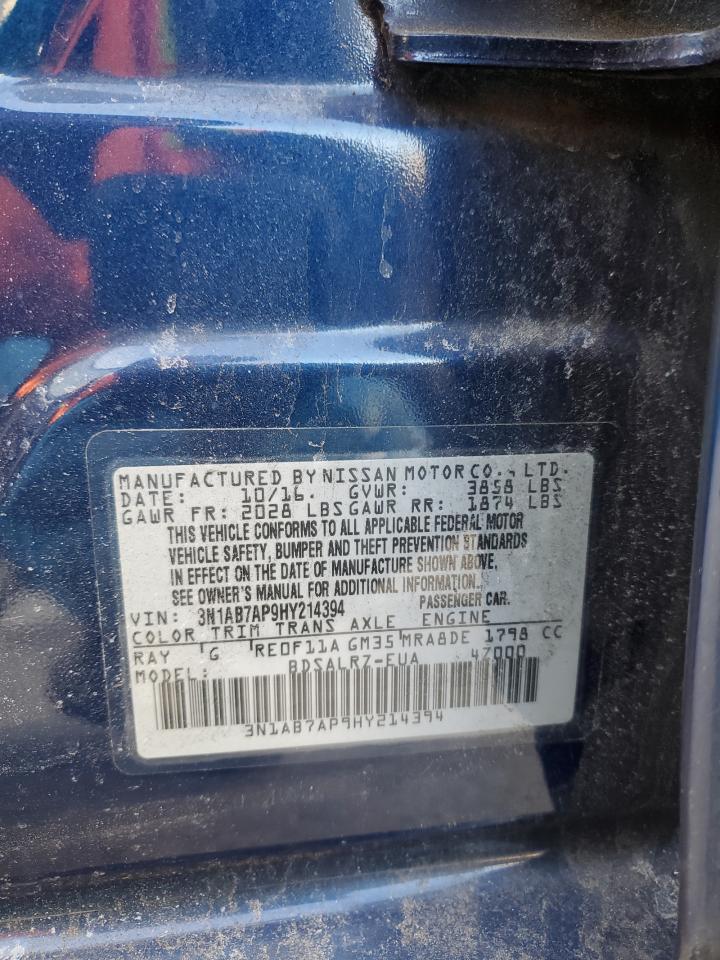 MANUFACTURED BY NISSAN MOTOR CO., LTD.
DATE: 10/16. GVWR: 3858 LBS
GAWR FR: 2028 LBS GAWR RR: 1874 LBS
THIS VEHICLE CONFORMS TO ALL APPLICABLE FEDERAL MOTOR
VEHICLE SAFETY, BUMPER AND THEFT PREVENTION STANDARDS
IN EFFECT ON THE DATE OF MANUFACTURE SHOWN ABOVE,
SEE OWNER'S MANUAL FOR ADDITIONAL INFORMATION.
VIN: 3N1AB7AP9HY214394 PASSENGER CAR.
COLOR TRIM TRANS AXLE ENGINE
RAY G RE0F11A GM35 MRA8DE 1798 CC
MODEL: BDSALRZ-EUA 47000
3N1AB7AP9HY214394